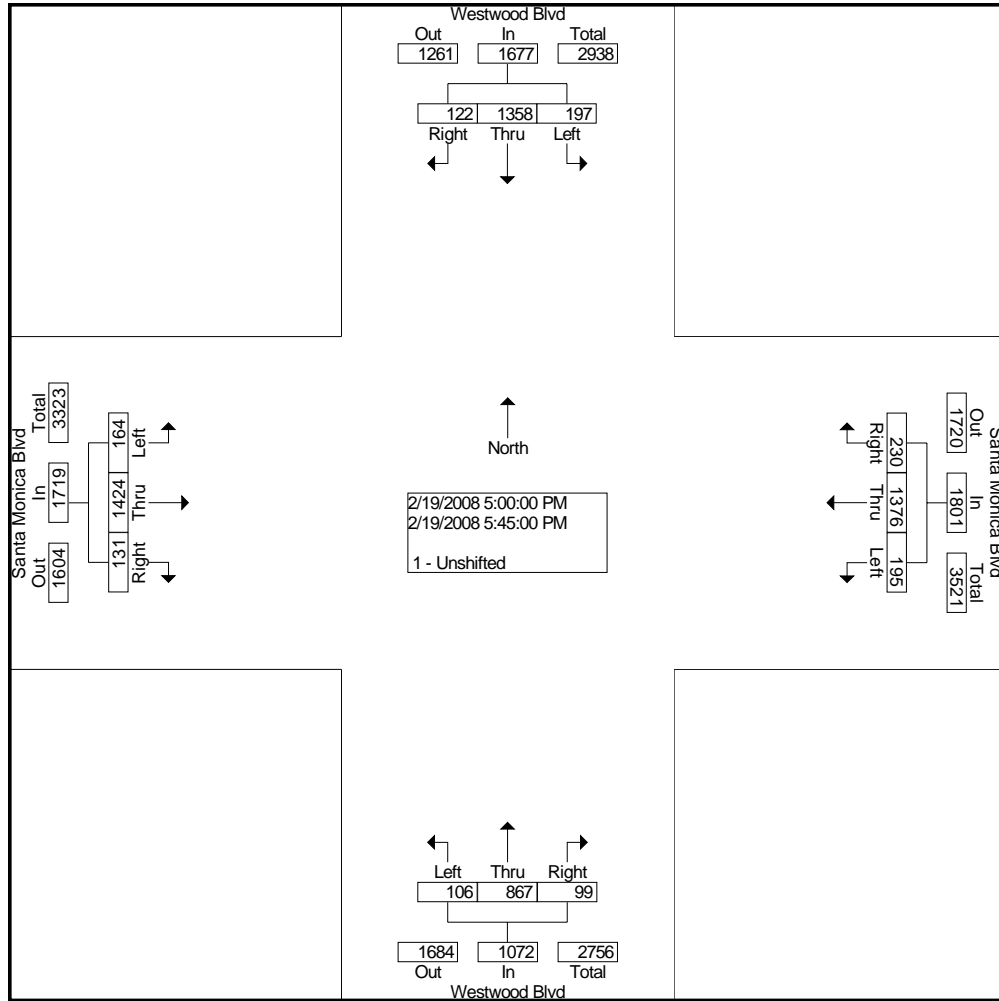 Westwood Blvd
Out In Total
1261 1677 2938
122 1358 197
Right Thru Left
Santa Monica Blvd
Out In Total
1604 1719 3323
131 1424 164
Right Thru Left
North
2/19/2008 5:00:00 PM
2/19/2008 5:45:00 PM
1 - Unshifted
Right Thru Left
230 1376 195
Out In Total
1720 1801 3521
Santa Monica Blvd
Left Thru Right
106 867 99
1684 1072 2756
Out In Total
Westwood Blvd